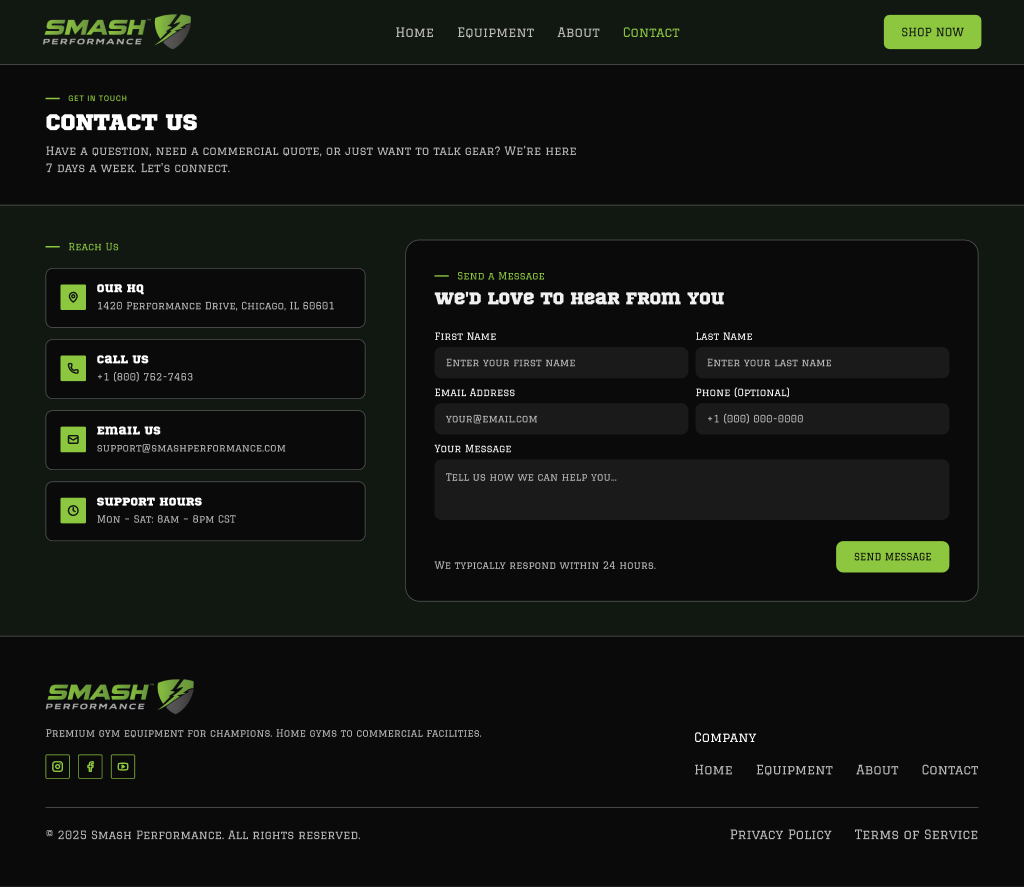 SMASH™
PERFORMANCE
Home Equipment About Contact
SHOP NOW
GET IN TOUCH
CONTACT US
Have a question, need a commercial quote, or just want to talk gear? We're here
7 days a week. Let's connect.
Reach Us
OUR HQ
1420 Performance Drive, Chicago, IL 60601
CALL US
+1 (800) 762-7463
EMAIL US
support@smashperformance.com
SUPPORT HOURS
Mon – Sat: 8am – 8pm CST
Send a Message
WE'D LOVE TO HEAR FROM YOU
First Name
Last Name
Enter your first name
Enter your last name
Email Address
Phone (Optional)
your@email.com
+1 (000) 000-0000
Your Message
Tell us how we can help you...
We typically respond within 24 hours.
SEND MESSAGE
SMASH™
PERFORMANCE
Premium gym equipment for champions. Home gyms to commercial facilities.
Company
Home Equipment About Contact
© 2025 SMASH Performance. All rights reserved.
Privacy Policy Terms of Service